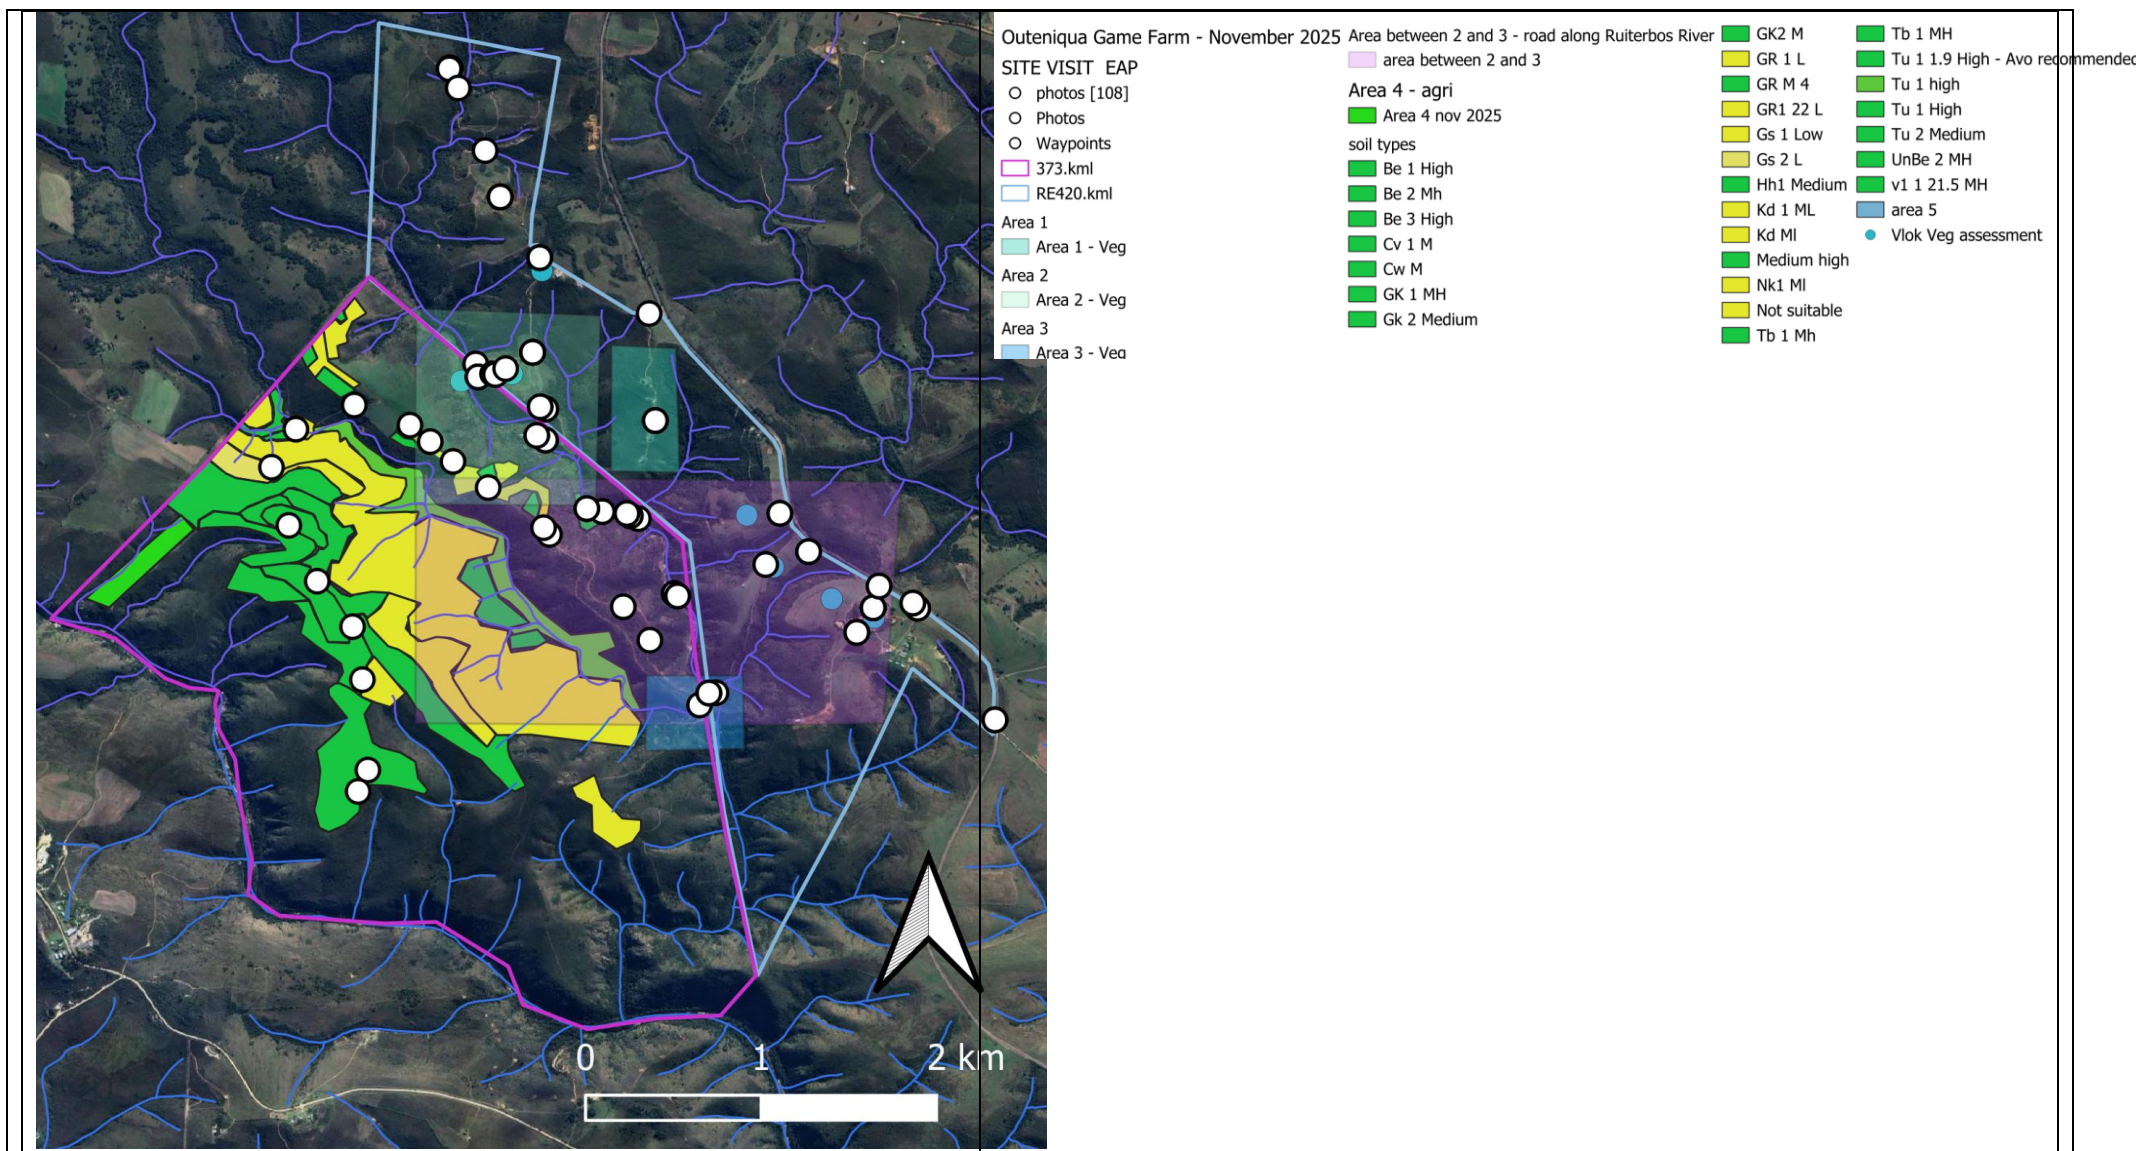 Outeniqua Game Farm - November 2025
SITE VISIT EAP
photos [108]
Photos
Waypoints
373.kml
RE420.kml
Area 1
Area 1 - Veg
Area 2
Area 2 - Veg
Area 3
Area 3 - Veg
Area between 2 and 3 - road along Ruiterbos River
area between 2 and 3
Area 4 - agri
Area 4 nov 2025
soil types
Be 1 High
Be 2 Mh
Be 3 High
Cv 1 M
Cw M
GK 1 MH
Gk 2 Medium
GK2 M
GR 1 L
GR M 4
GR1 22 L
Gs 1 Low
Gs 2 L
Hh1 Medium
Kd 1 ML
Kd Ml
Medium high
Nk1 Ml
Not suitable
Tb 1 Mh
Tb 1 MH
Tu 1 1.9 High - Avo recommended
Tu 1 high
Tu 1 High
Tu 2 Medium
UnBe 2 MH
v1 1 21.5 MH
area 5
Vlok Veg assessment
0 1 2 km